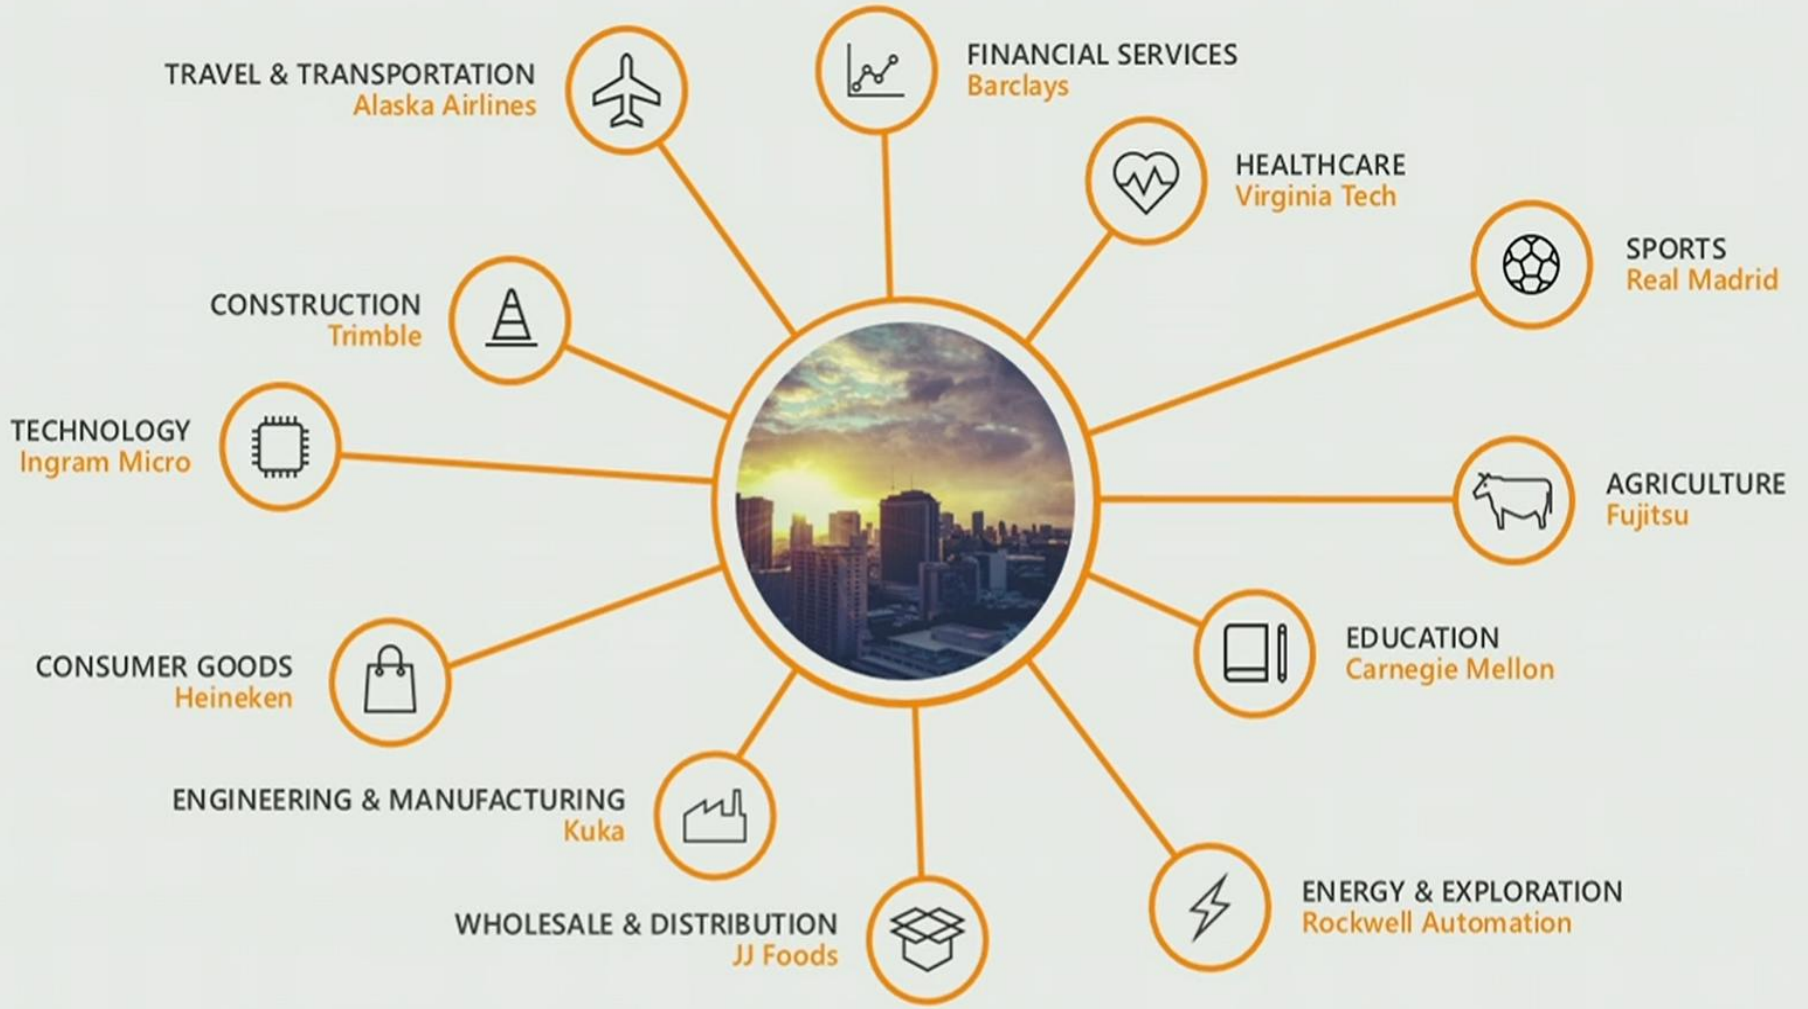 TRAVEL & TRANSPORTATION
Alaska Airlines
FINANCIAL SERVICES
Barclays
HEALTHCARE
Virginia Tech
SPORTS
Real Madrid
CONSTRUCTION
Trimble
TECHNOLOGY
Ingram Micro
AGRICULTURE
Fujitsu
EDUCATION
Carnegie Mellon
CONSUMER GOODS
Heineken
ENGINEERING & MANUFACTURING
Kuka
WHOLESALE & DISTRIBUTION
JJ Foods
ENERGY & EXPLORATION
Rockwell Automation